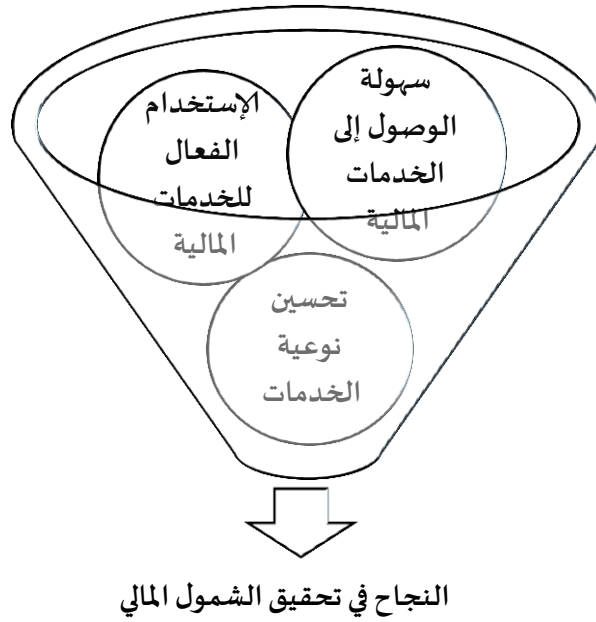 سهولة
الوصول إلى
الخدمات
المالية
الإستخدام
الفعال
للخدمات
المالية
تحسين
نوعية
الخدمات
النجاح في تحقيق الشمول المالي